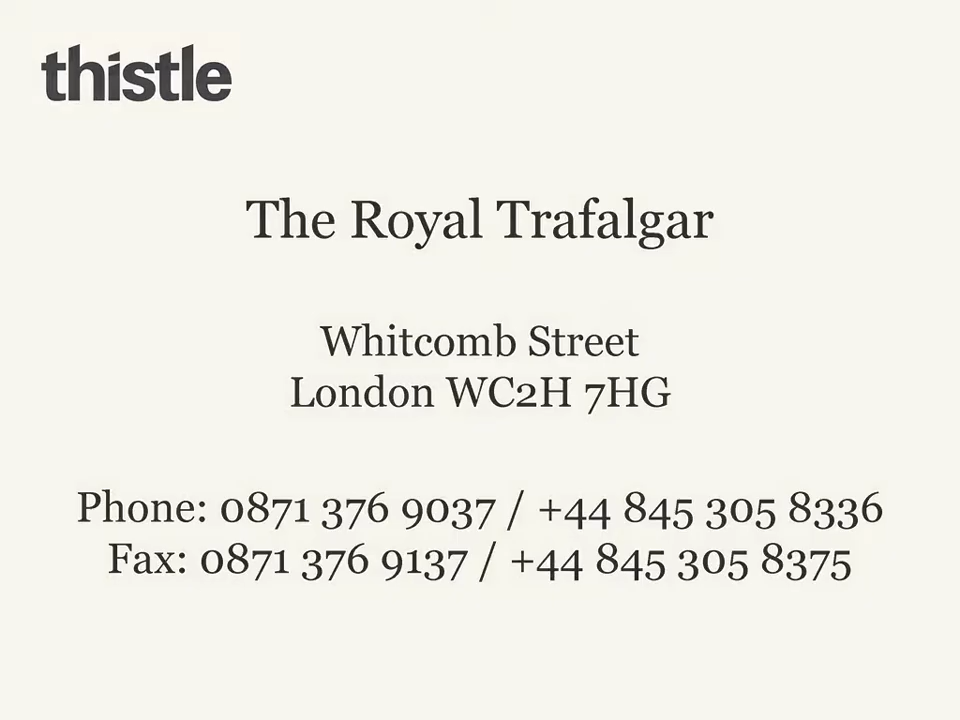 thistle
The Royal Trafalgar
Whitcomb Street
London WC2H 7HG
Phone: 0871 376 9037 / +44 845 305 8336
Fax: 0871 376 9137 / +44 845 305 8375